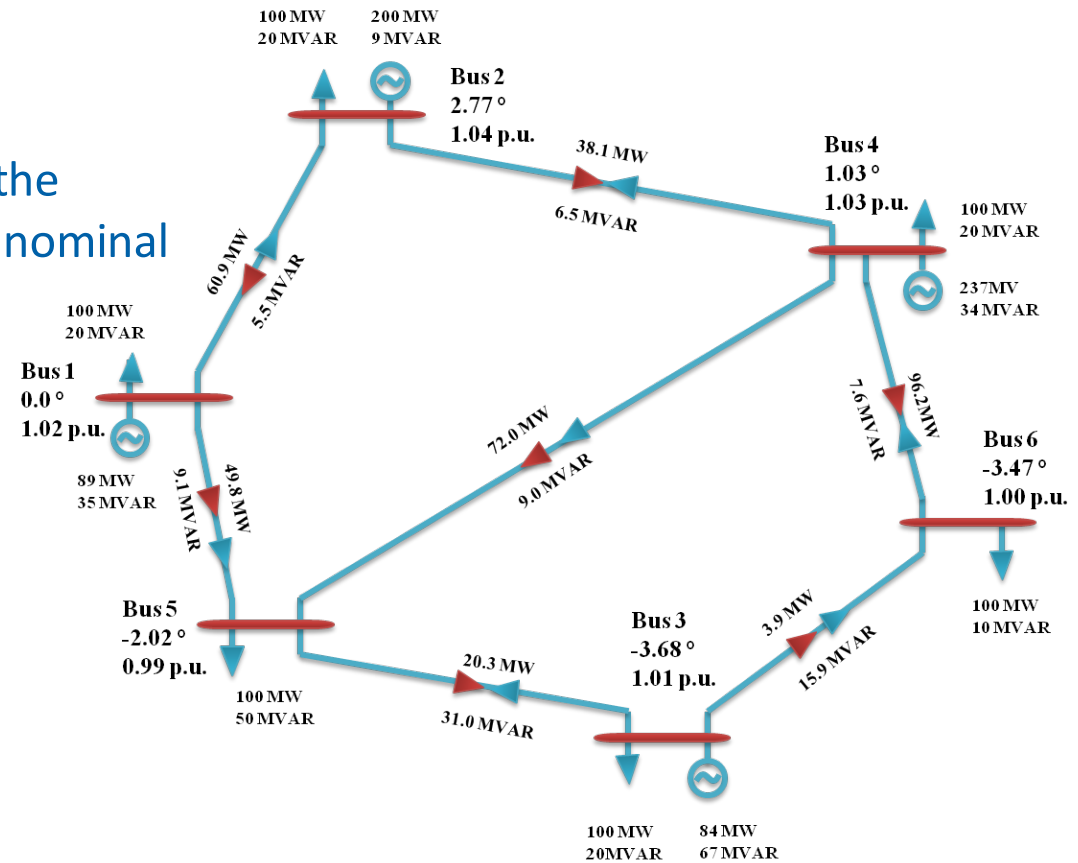 100 MW
20 MVAR
200 MW
9 MVAR
Bus 2
2.77 °
1.04 p.u.
the
nominal
38.1 MW
6.5 MVAR
Bus 4
1.03 °
1.03 p.u.
100 MW
20 MVAR
237MV
34 MVAR
60.9 MW
5.5 MVAR
100 MW
20 MVAR
Bus 1
0.0 °
1.02 p.u.
89 MW
35 MVAR
49.8 MW
9.1 MVAR
72.0 MW
9.0 MVAR
96.2MW
7.6 MVAR
Bus 6
-3.47 °
1.00 p.u.
100 MW
10 MVAR
Bus 5
-2.02 °
0.99 p.u.
100 MW
50 MVAR
20.3 MW
31.0 MVAR
Bus 3
-3.68 °
1.01 p.u.
3.9 MW
15.9 MVAR
100 MW
20MVAR
84 MW
67 MVAR